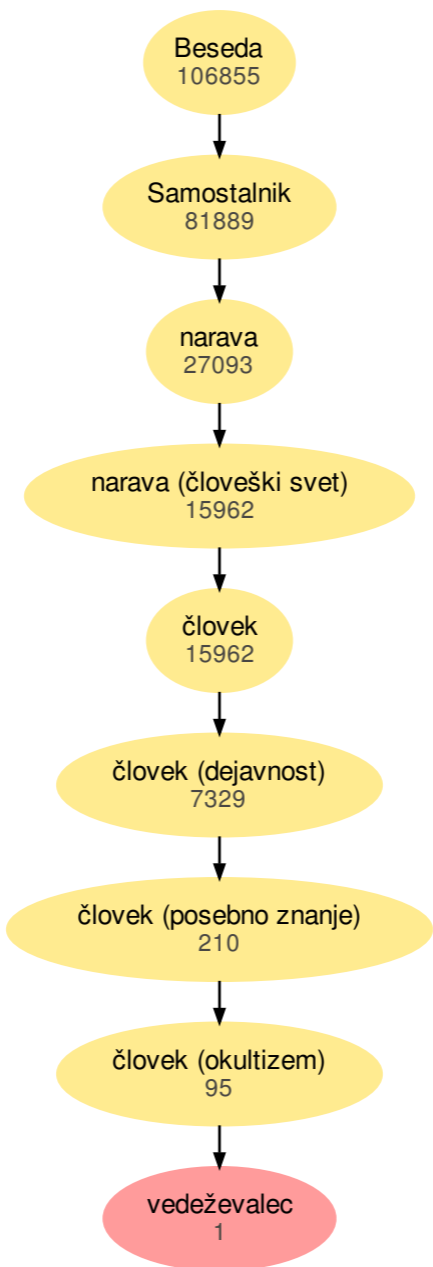 Beseda
106855
Samostalnik
81889
narava
27093
narava (človeški svet)
15962
človek
15962
človek (dejavnost)
7329
človek (posebno znanje)
210
človek (okultizem)
95
vedeževalec
1